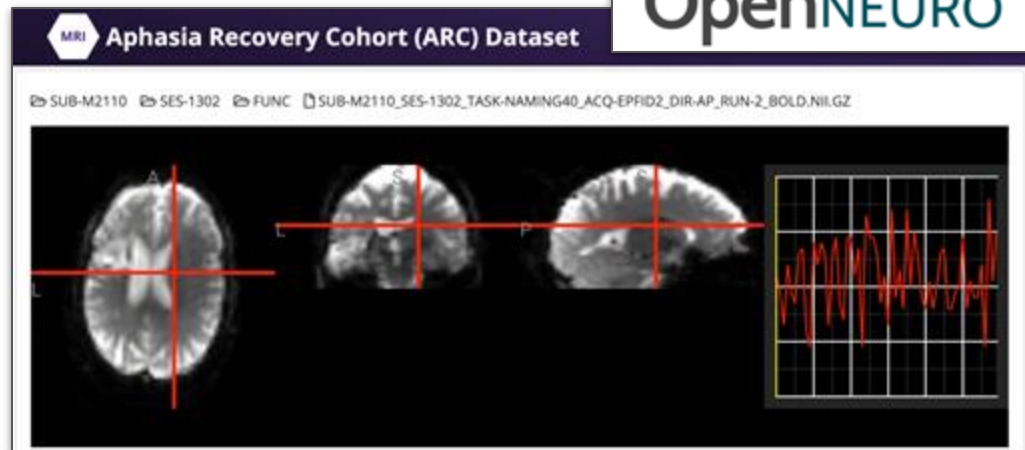 OpenNEURO
MRI Aphasia Recovery Cohort (ARC) Dataset
SUB-M2110 SES-1302 FUNC SUB-M2110_SES-1302_TASK-NAMING40_ACQ-EPFID2_DIR-AP_RUN-2_BOLD.NII.GZ
A S S
L L P